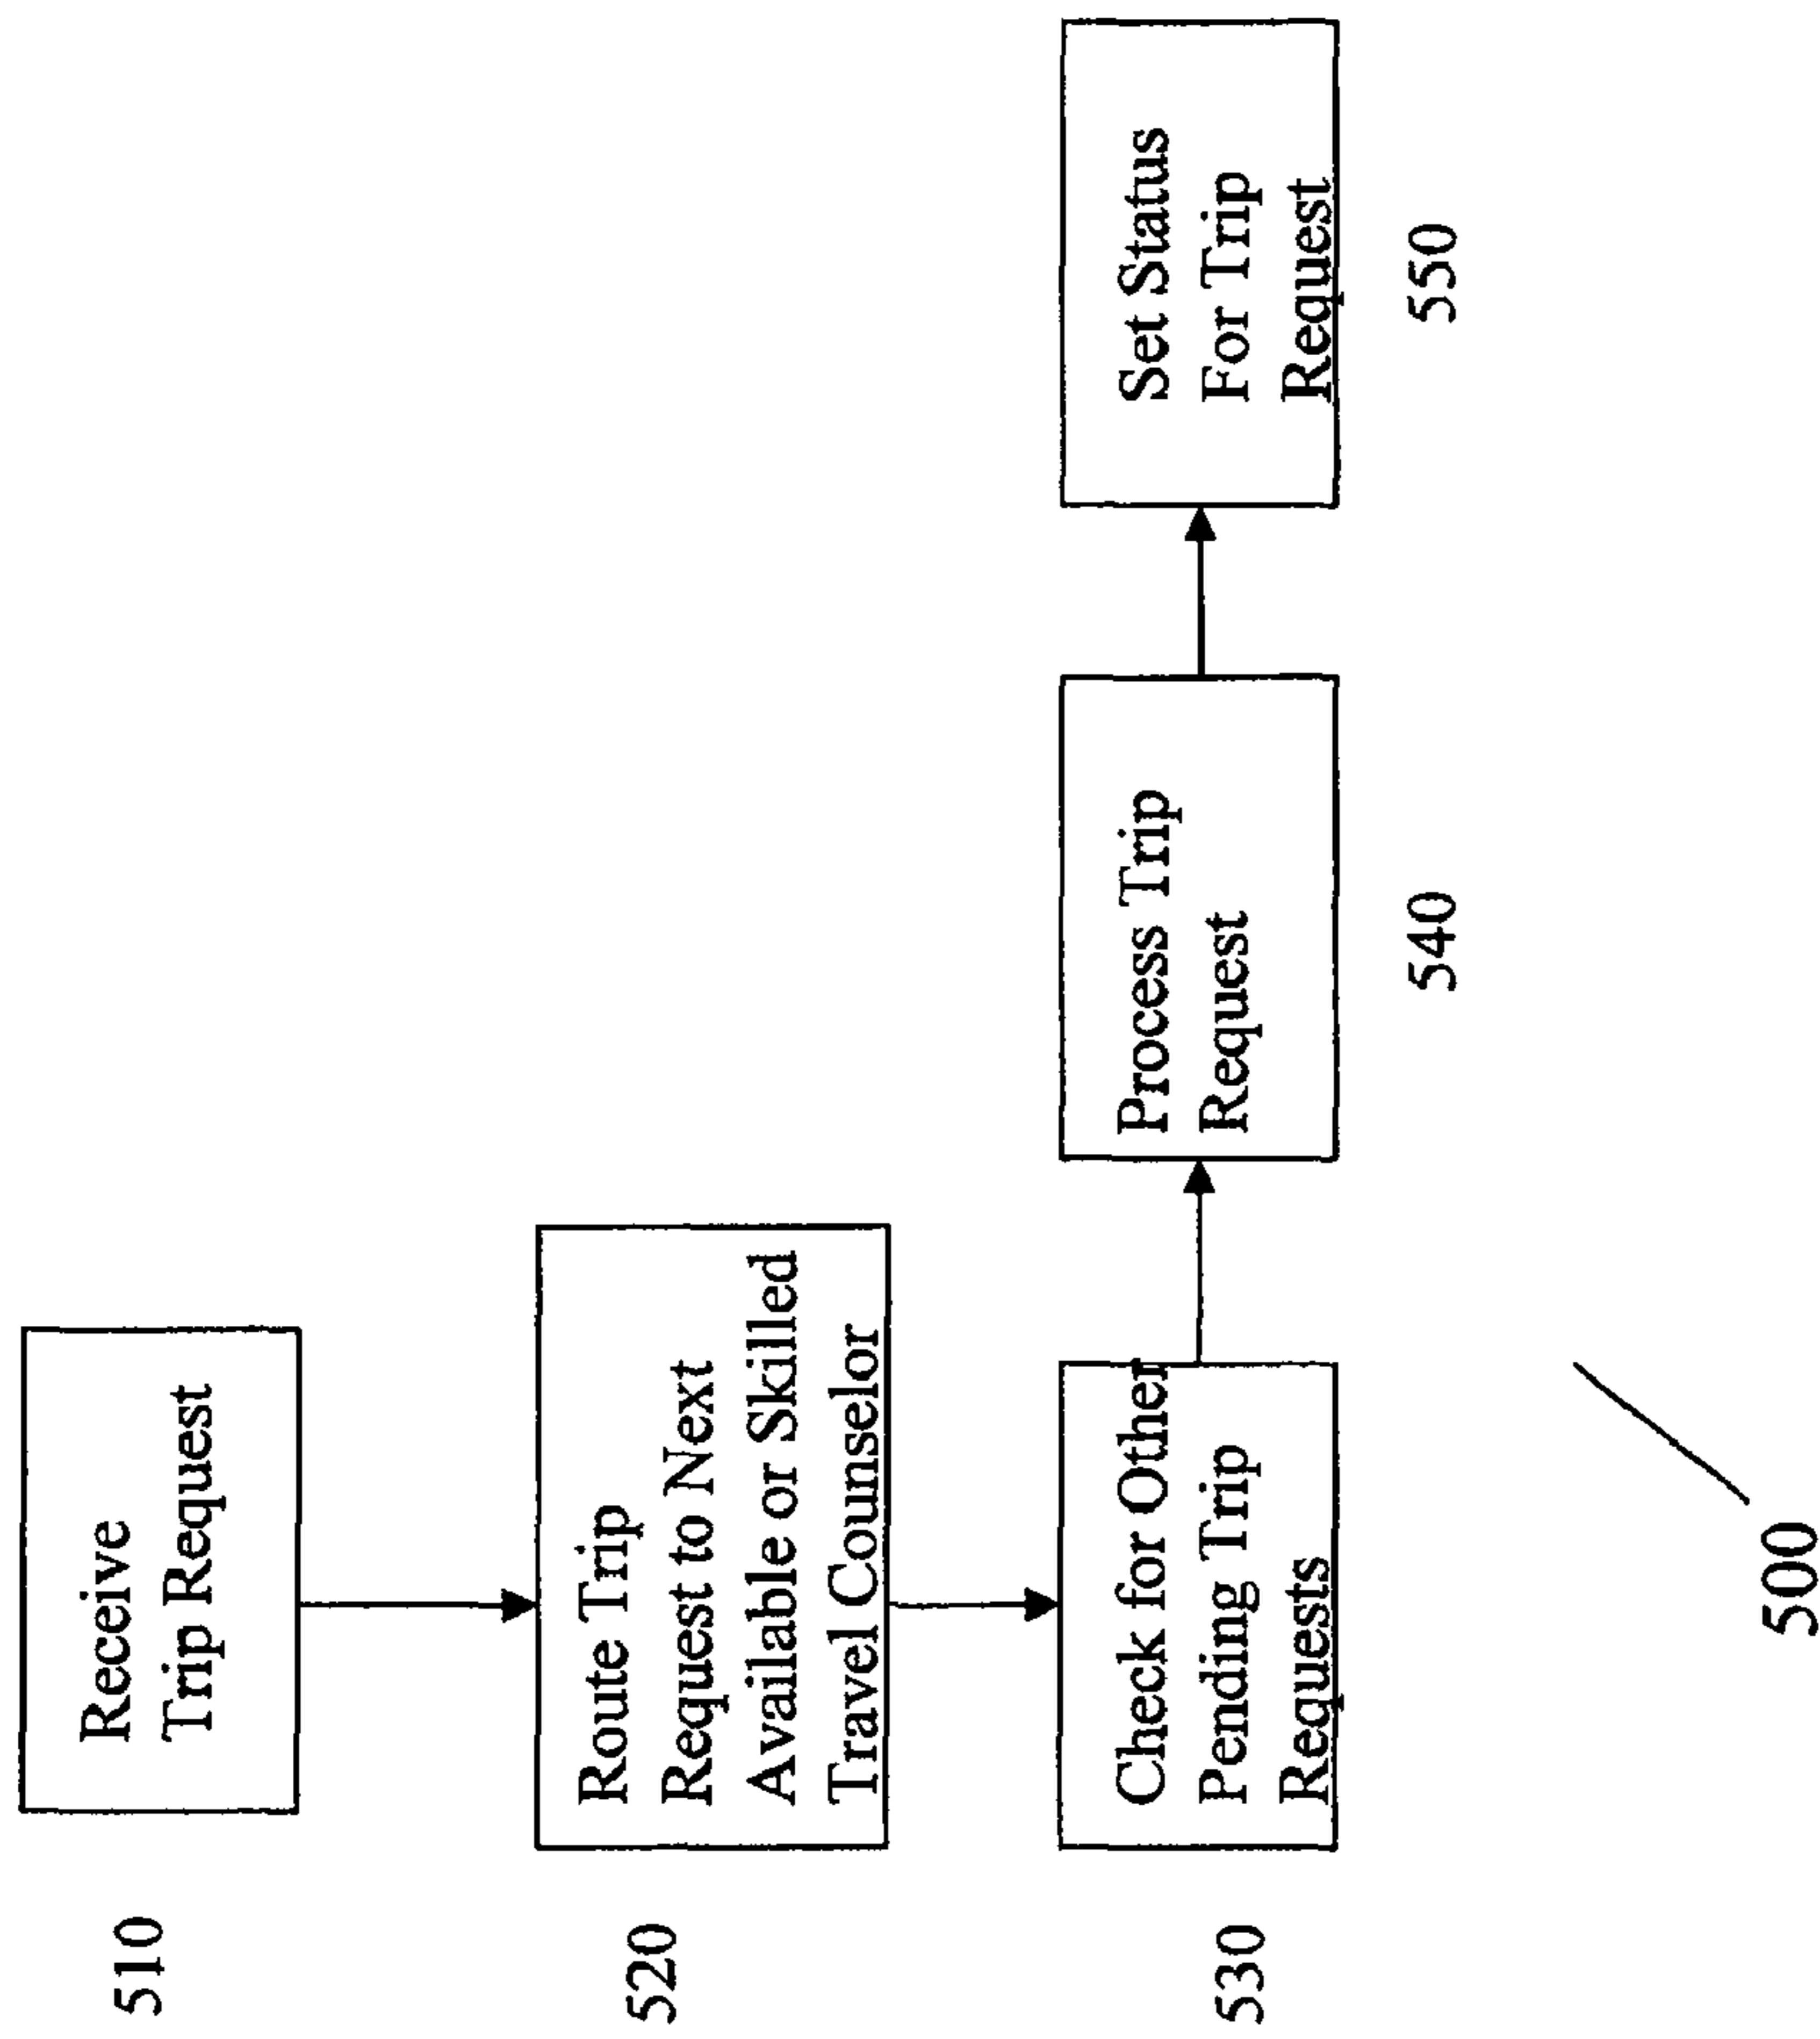 510
Receive
Trip Request
520
Route Trip
Request to Next
Available or Skilled
Travel Counselor
530
Check for Other
Pending Trip
Requests
Process Trip
Request
540
Set Status
For Trip
Request
550
500